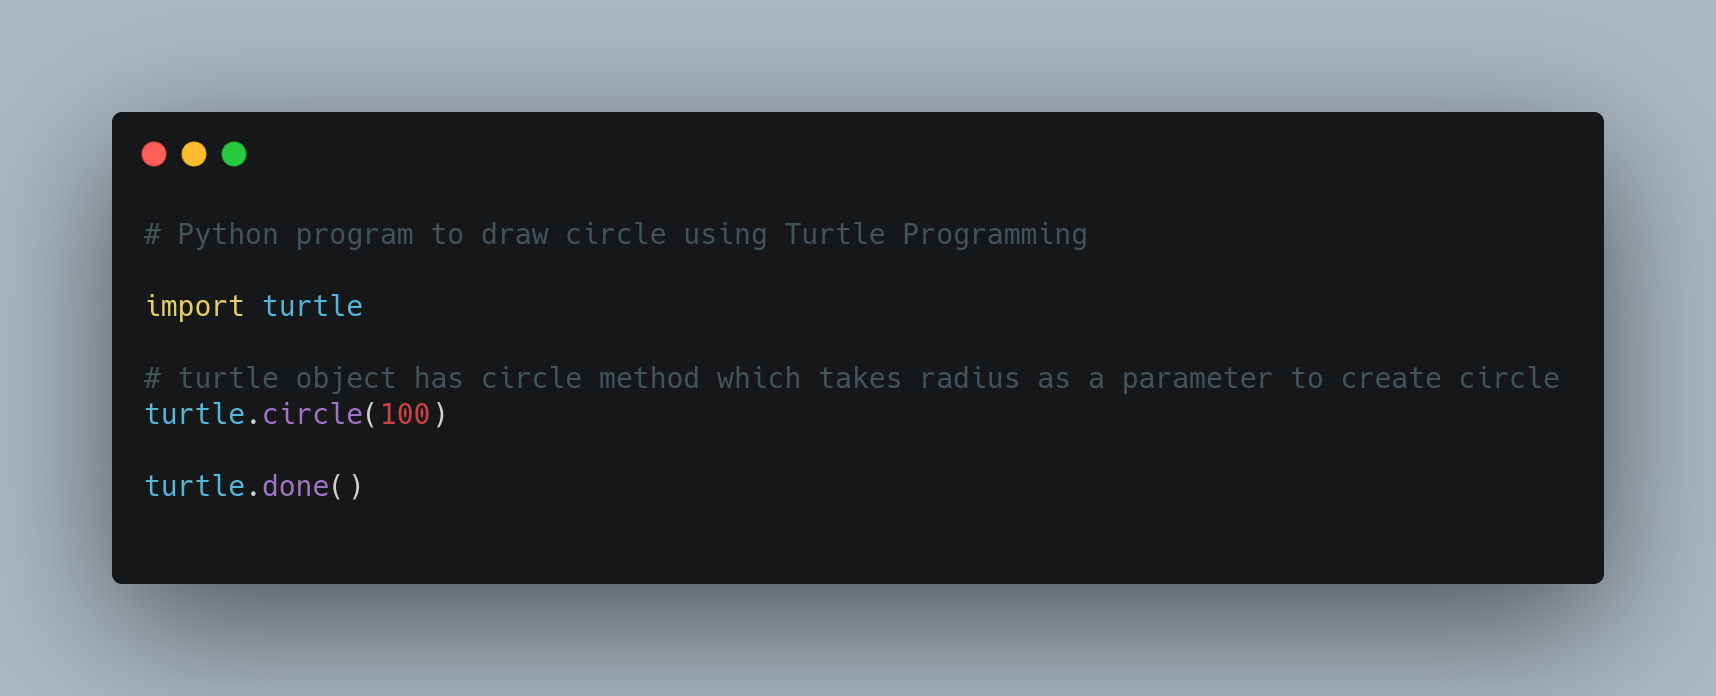 # Python program to draw circle using Turtle Programming
import turtle
# turtle object has circle method which takes radius as a parameter to create circle
turtle.circle(100)
turtle.done()